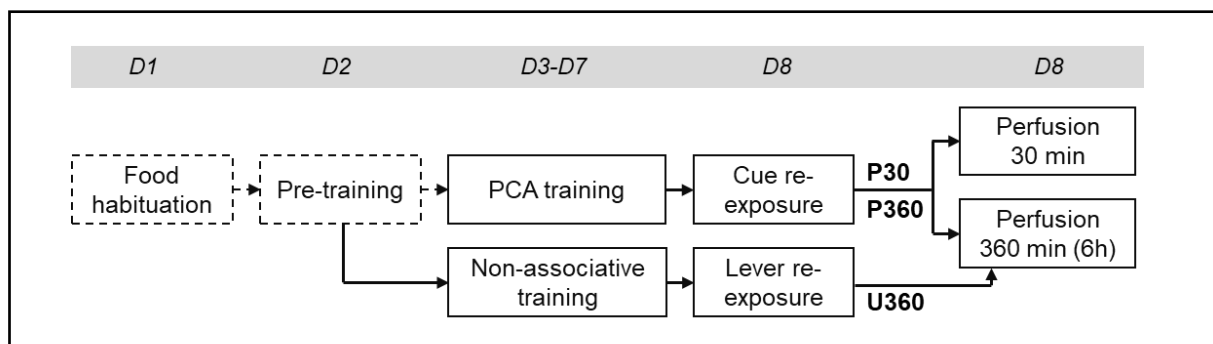 D1
D2
D3-D7
D8
D8
Food
habituation
Pre-training
PCA training
Cue re-
exposure
P30
P360
Perfusion
30 min
Perfusion
360 min (6h)
Non-associative
training
Lever re-
exposure
U360